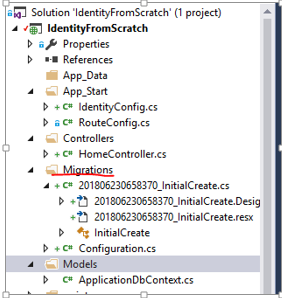 Solution 'IdentityFromScratch' (1 project)
IdentityFromScratch
Properties
References
App_Data
App_Start
IdentityConfig.cs
RouteConfig.cs
Controllers
HomeController.cs
Migrations
201806230658370_InitialCreate.cs
201806230658370_InitialCreate.Desig
201806230658370_InitialCreate.resx
InitialCreate
Configuration.cs
Models
ApplicationDbContext.cs